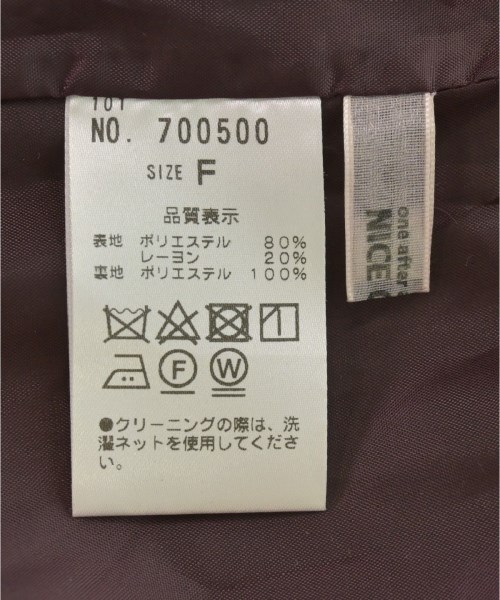 NO. 700500
SIZE F
品質表示
表地 ポリエステル 80%
レーヨン 20%
裏地 ポリエステル 100%
F
W
●クリーニングの際は、洗
濯ネットを使用してくださ
い。
one after
NICE